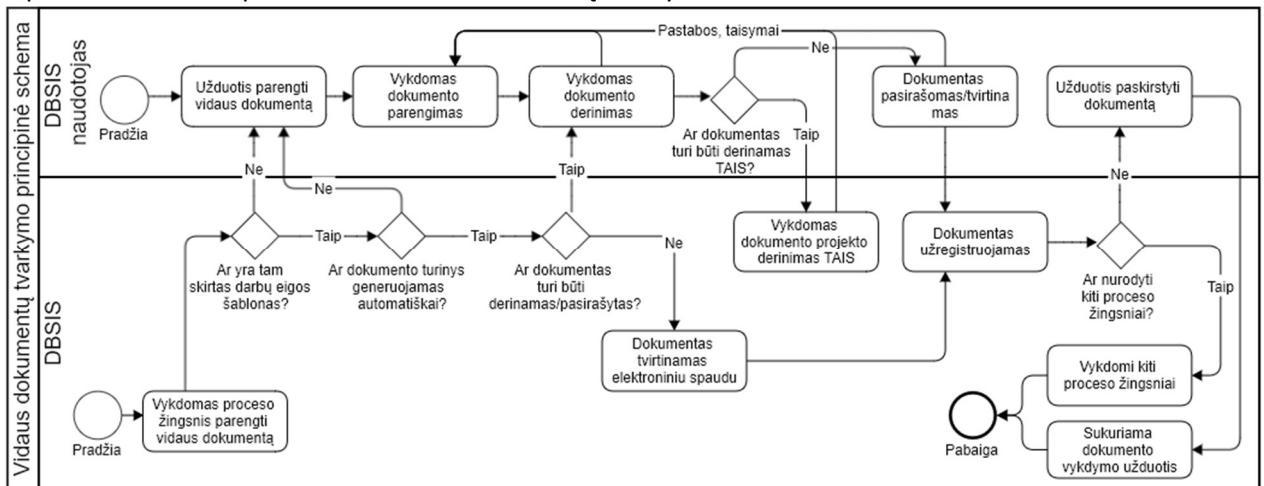 Vidaus dokumentų tvarkymo principinė schema
DBSIS
naudotojas
Pradžia
Užduotis parengti
vidaus dokumentą
Vykdomas
dokumento
parengimas
Vykdomas
dokumento
derinimas
Pastabos, taisymai
Ne
Ar dokumentas
turi būti derinamas
TAIS?
Taip
Dokumentas
pasirašomas/tvirtina
mas
Užduotis paskirstyti
dokumentą
Ne
Ne
Taip
Ne
DBSIS
Pradžia
Vykdomas proceso
žingsnis parengti
vidaus dokumentą
Ar yra tam
skirtas darbų eigos
šablonas?
Taip
Ar dokumento turinys
generuojamas
automatiškai?
Taip
Ar dokumentas
turi būti
derinamas/pasirašytas?
Ne
Dokumentas
tvirtinamas
elektroniniu spaudu
Vykdomas
dokumento projekto
derinimas TAIS
Dokumentas
užregistruojamas
Ar nurodyti
kiti proceso
žingsniai?
Taip
Vykdomi kiti
proceso žingsniai
Sukuriama
dokumento
vykdymo užduotis
Pabaiga